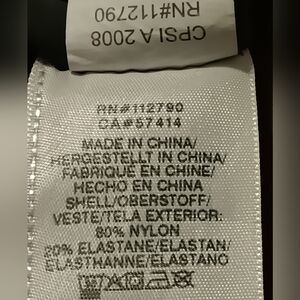 CPSIA 2008
RN#112790
RN#112790
CA#57414
MADE IN CHINA/
HERGESTELLT IN CHINA/
FABRIQUE EN CHINE/
HECHO EN CHINA
SHELL/OBERSTOFF/
VESTE/TELA EXTERIOR:
80% NYLON
20% ELASTANE/ELASTAN/
ELASTHANNE/ELASTANO